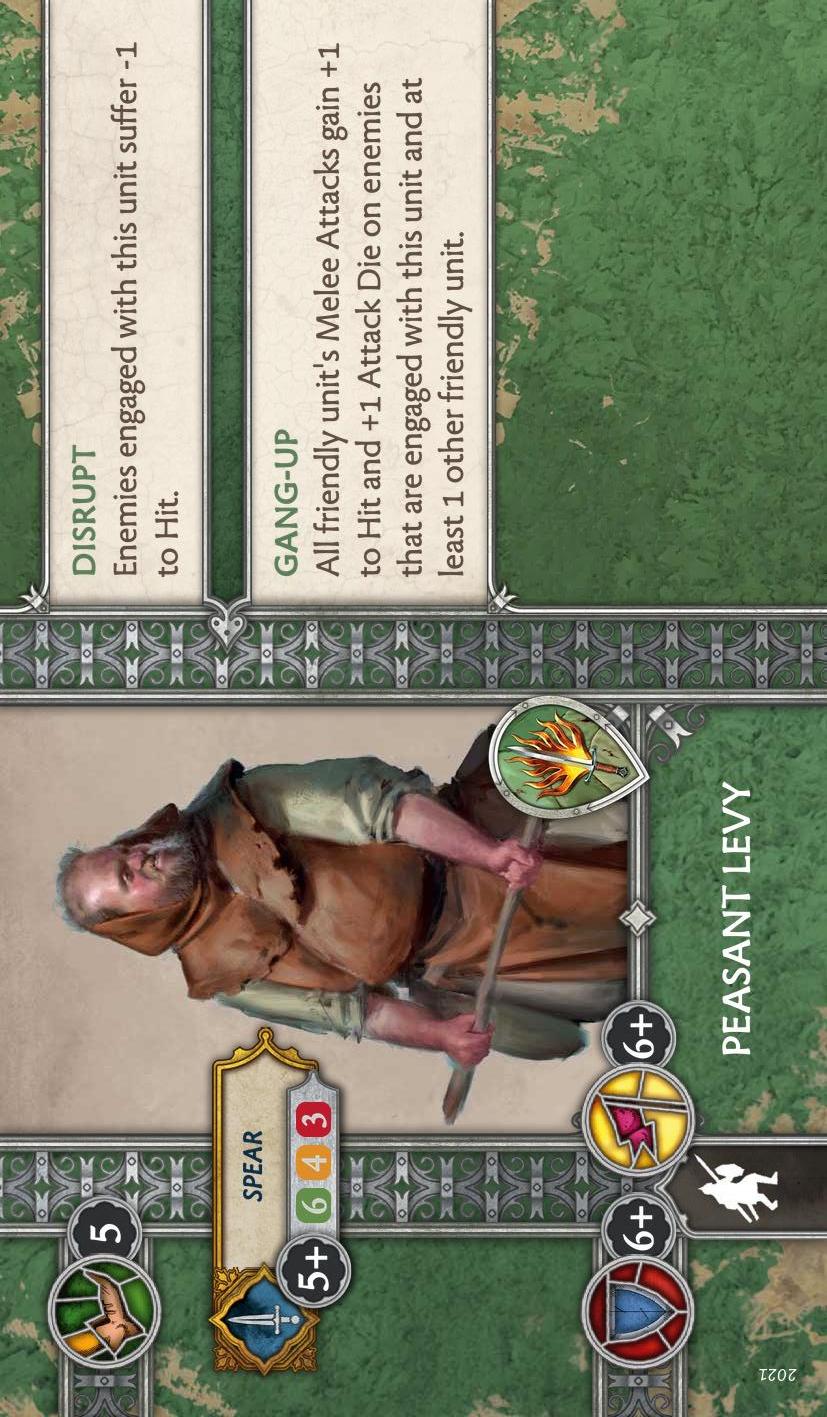 5
SPEAR
5+
6 4 3
6+
6+
PEASANT LEVY
DISRUPT
Enemies engaged with this unit suffer -1
to Hit.
GANG-UP
All friendly unit's Melee Attacks gain +1
to Hit and +1 Attack Die on enemies
that are engaged with this unit and at
least 1 other friendly unit.
2021